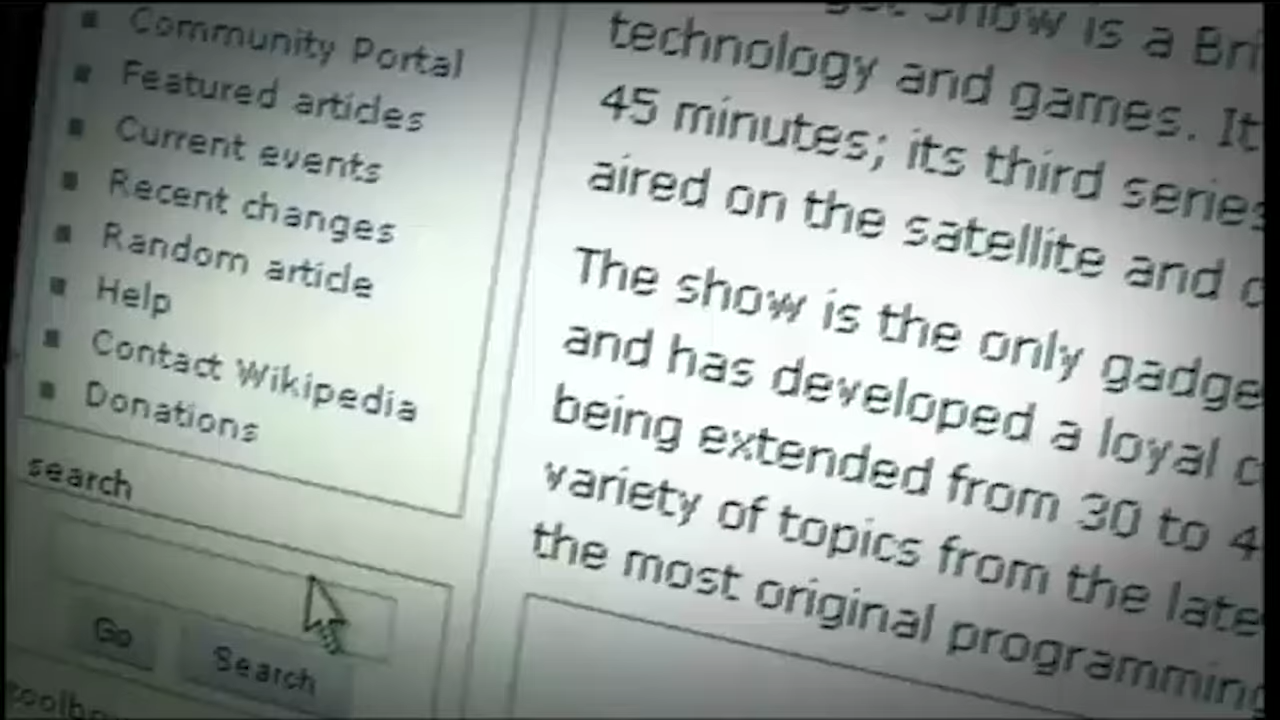 Community Portal
Featured articles
Current events
Recent changes
Random article
Help
Contact Wikipedia
Donations
search
Go
Search
Show is a
technology and games. It
45 minutes; its third series
aired on the satellite and
The show is the only
and has developed a loyal
being extended from 30 to
variety of topics from the
the most original programming